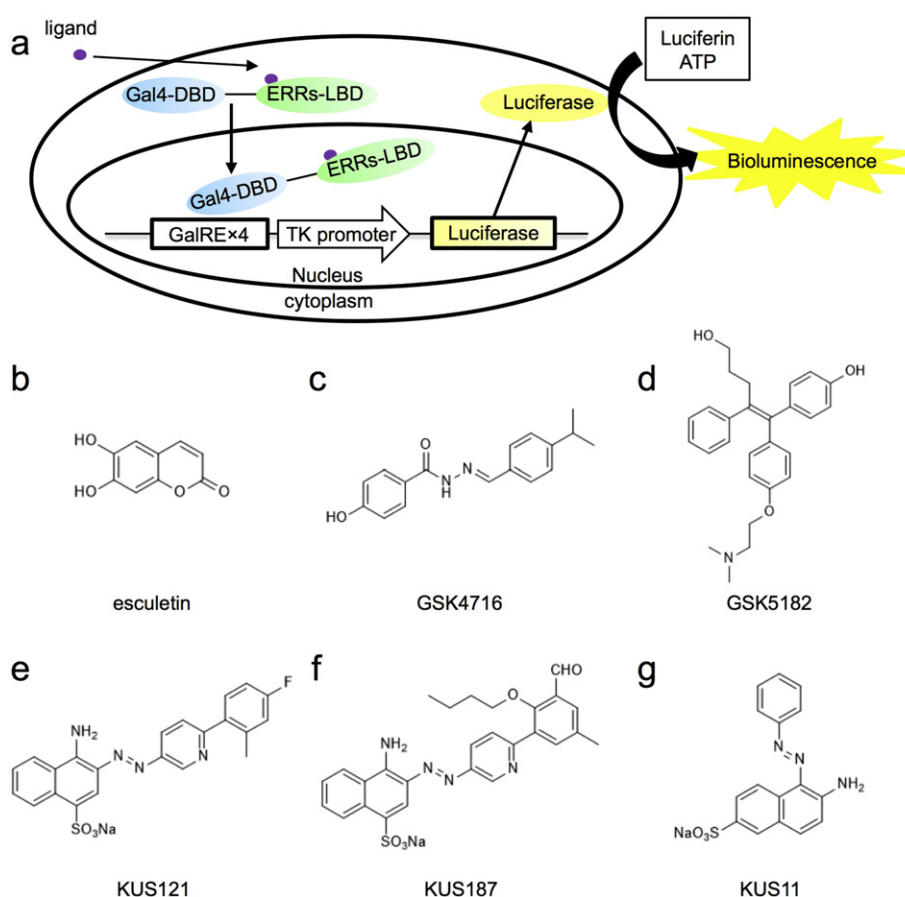 a
ligand
Gal4-DBD
ERRs-LBD
Luciferase
Luciferin
ATP
Bioluminescence
Gal4-DBD
ERRs-LBD
GalRE×4
TK promoter
Luciferase
Nucleus
cytoplasm
b
HO
HO
O
O
esculetin
c
O
N
H
N
HO
GSK4716
d
HO
OH
O
N
GSK5182
e
F
NH2
N
N
N
SO3Na
KUS121
f
CHO
O
NH2
N
N
N
SO3Na
KUS187
g
N
N
NH2
NaO3S
KUS11